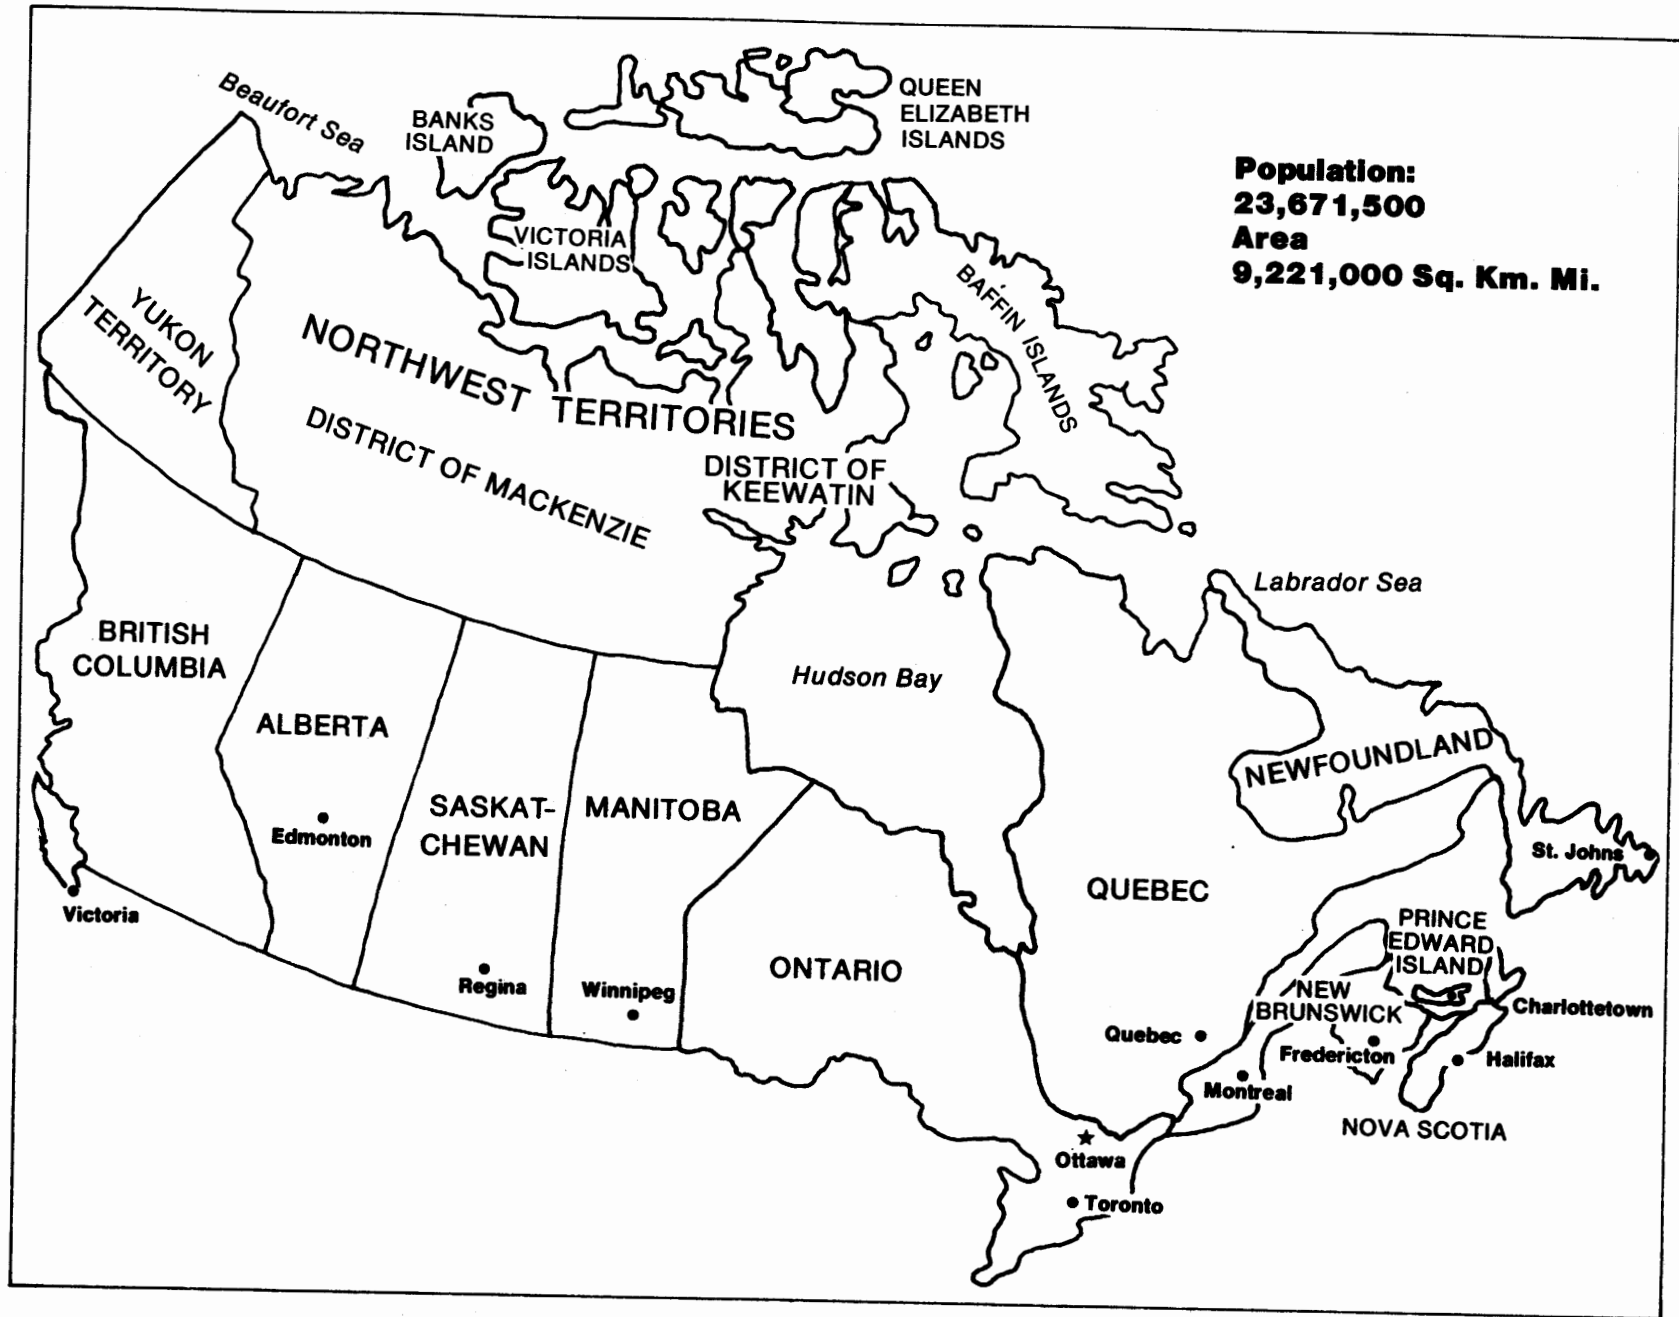 Beaufort Sea
BANKS
ISLAND
QUEEN
ELIZABETH
ISLANDS
Population:
23,671,500
Area
9,221,000 Sq. Km. Mi.
VICTORIA
ISLANDS
BAFFIN ISLANDS
YUKON
TERRITORY
NORTHWEST TERRITORIES
DISTRICT OF MACKENZIE
DISTRICT OF
KEEWATIN
Labrador Sea
BRITISH
COLUMBIA
Hudson Bay
ALBERTA
NEWFOUNDLAND
SASKAT-
CHEWAN
MANITOBA
Edmonton
St. Johns
QUEBEC
Victoria
PRINCE
EDWARD
ISLAND
ONTARIO
Regina
Winnipeg
NEW
BRUNSWICK
Charlottetown
Quebec
Fredericton
Halifax
Montreal
NOVA SCOTIA
Ottawa
Toronto